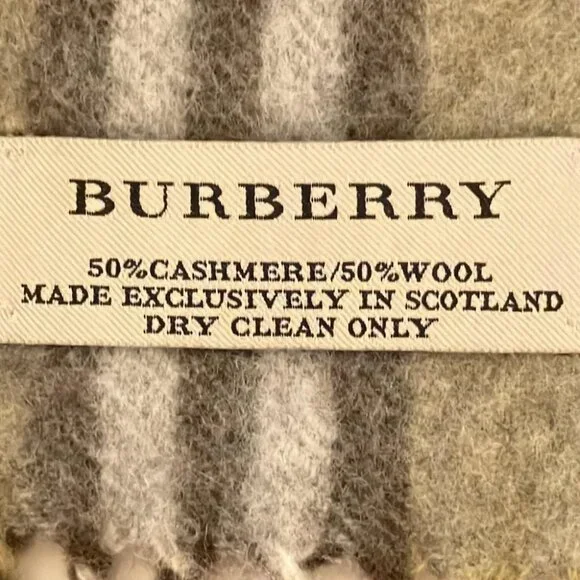 BURBERRY
50%CASHMERE/50%WOOL
MADE EXCLUSIVELY IN SCOTLAND
DRY CLEAN ONLY